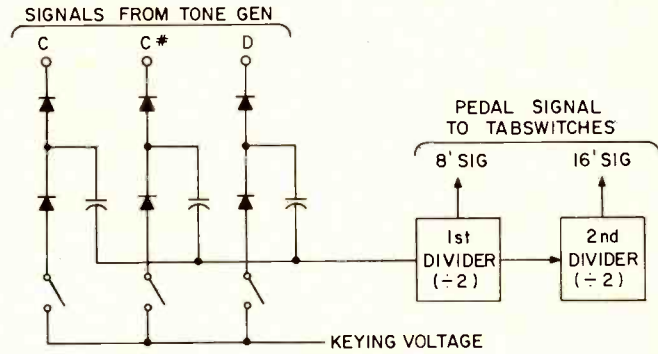 SIGNALS FROM TONE GEN
C C# D
PEDAL SIGNAL
TO TABSWITCHES
8' SIG 16' SIG
1st
DIVIDER
(÷2)
2nd
DIVIDER
(÷2)
KEYING VOLTAGE